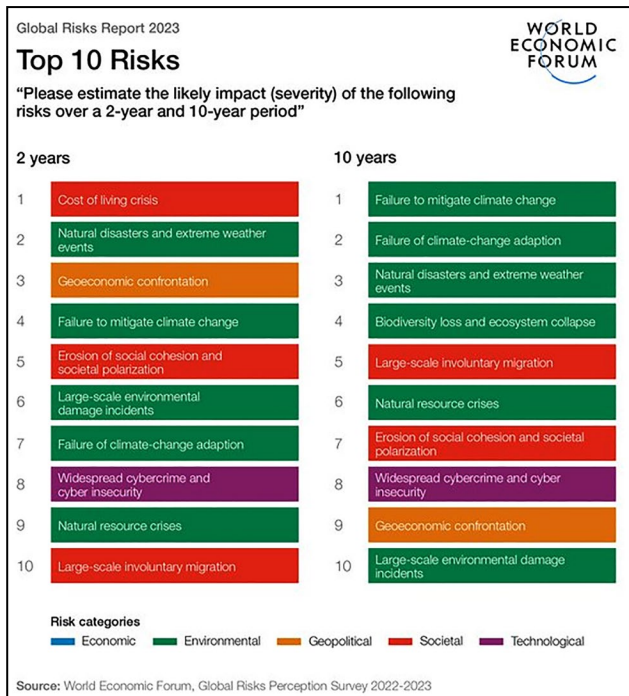 Global Risks Report 2023
WORLD
ECONOMIC
FORUM
Top 10 Risks
“Please estimate the likely impact (severity) of the following
risks over a 2-year and 10-year period”
2 years
1 Cost of living crisis
2 Natural disasters and extreme weather
events
3 Geoeconomic confrontation
4 Failure to mitigate climate change
5 Erosion of social cohesion and
societal polarization
6 Large-scale environmental
damage incidents
7 Failure of climate-change adaption
8 Widespread cybercrime and
cyber insecurity
9 Natural resource crises
10 Large-scale involuntary migration
10 years
1 Failure to mitigate climate change
2 Failure of climate-change adaption
3 Natural disasters and extreme weather
events
4 Biodiversity loss and ecosystem collapse
5 Large-scale involuntary migration
6 Natural resource crises
7 Erosion of social cohesion and societal
polarization
8 Widespread cybercrime and cyber
insecurity
9 Geoeconomic confrontation
10 Large-scale environmental damage
incidents
Risk categories
Economic Environmental Geopolitical Societal Technological
Source: World Economic Forum, Global Risks Perception Survey 2022-2023